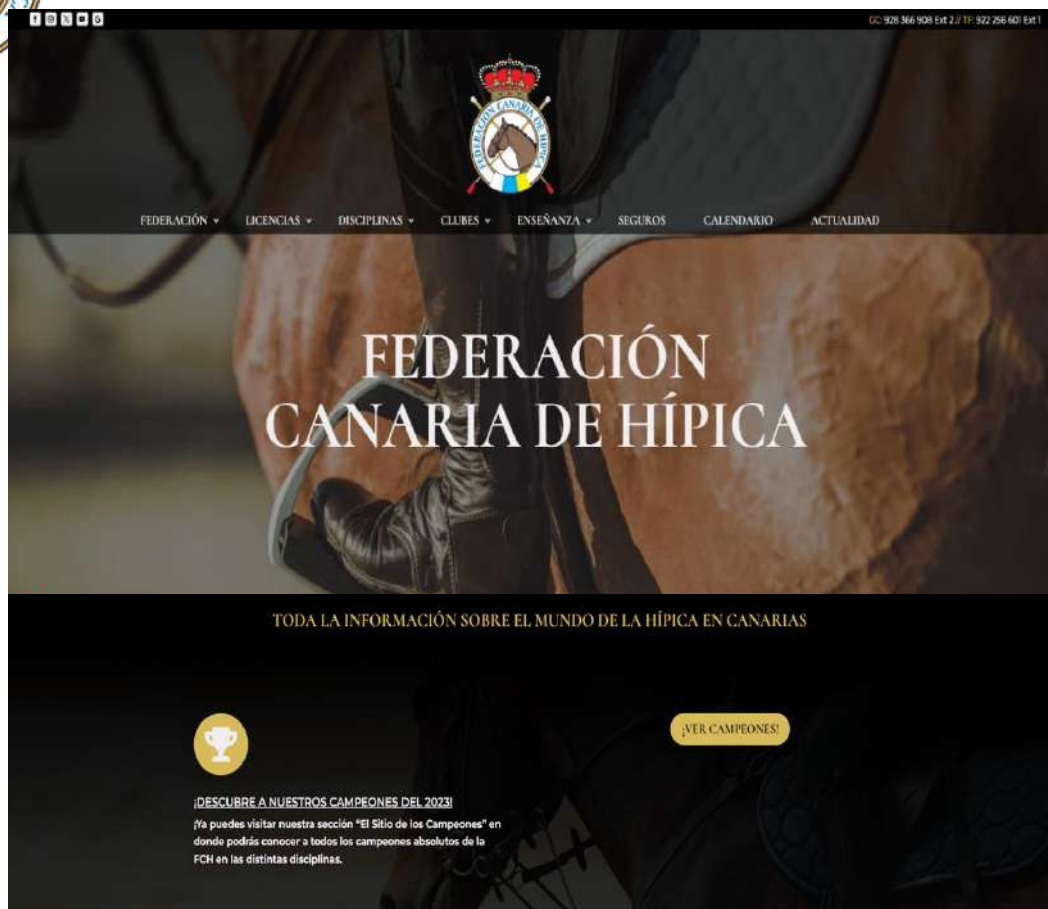 GC: 928 366 908 Ext 2 // TF: 922 256 601 Ext 1
FEDERACIÓN CANARIA DE HÍPICA
FEDERACIÓN
LICENCIAS
DISCIPLINAS
CLUBES
ENSEÑANZA
SEGUROS
CALENDARIO
ACTUALIDAD
FEDERACIÓN
CANARIA DE HÍPICA
TODA LA INFORMACIÓN SOBRE EL MUNDO DE LA HÍPICA EN CANARIAS
¡VER CAMPEONES!
¡DESCUBRE A NUESTROS CAMPEONES DEL 2023!
¡Ya puedes visitar nuestra sección “El Sitio de los Campeones” en
donde podrás conocer a todos los campeones absolutos de la
FCH en las distintas disciplinas.